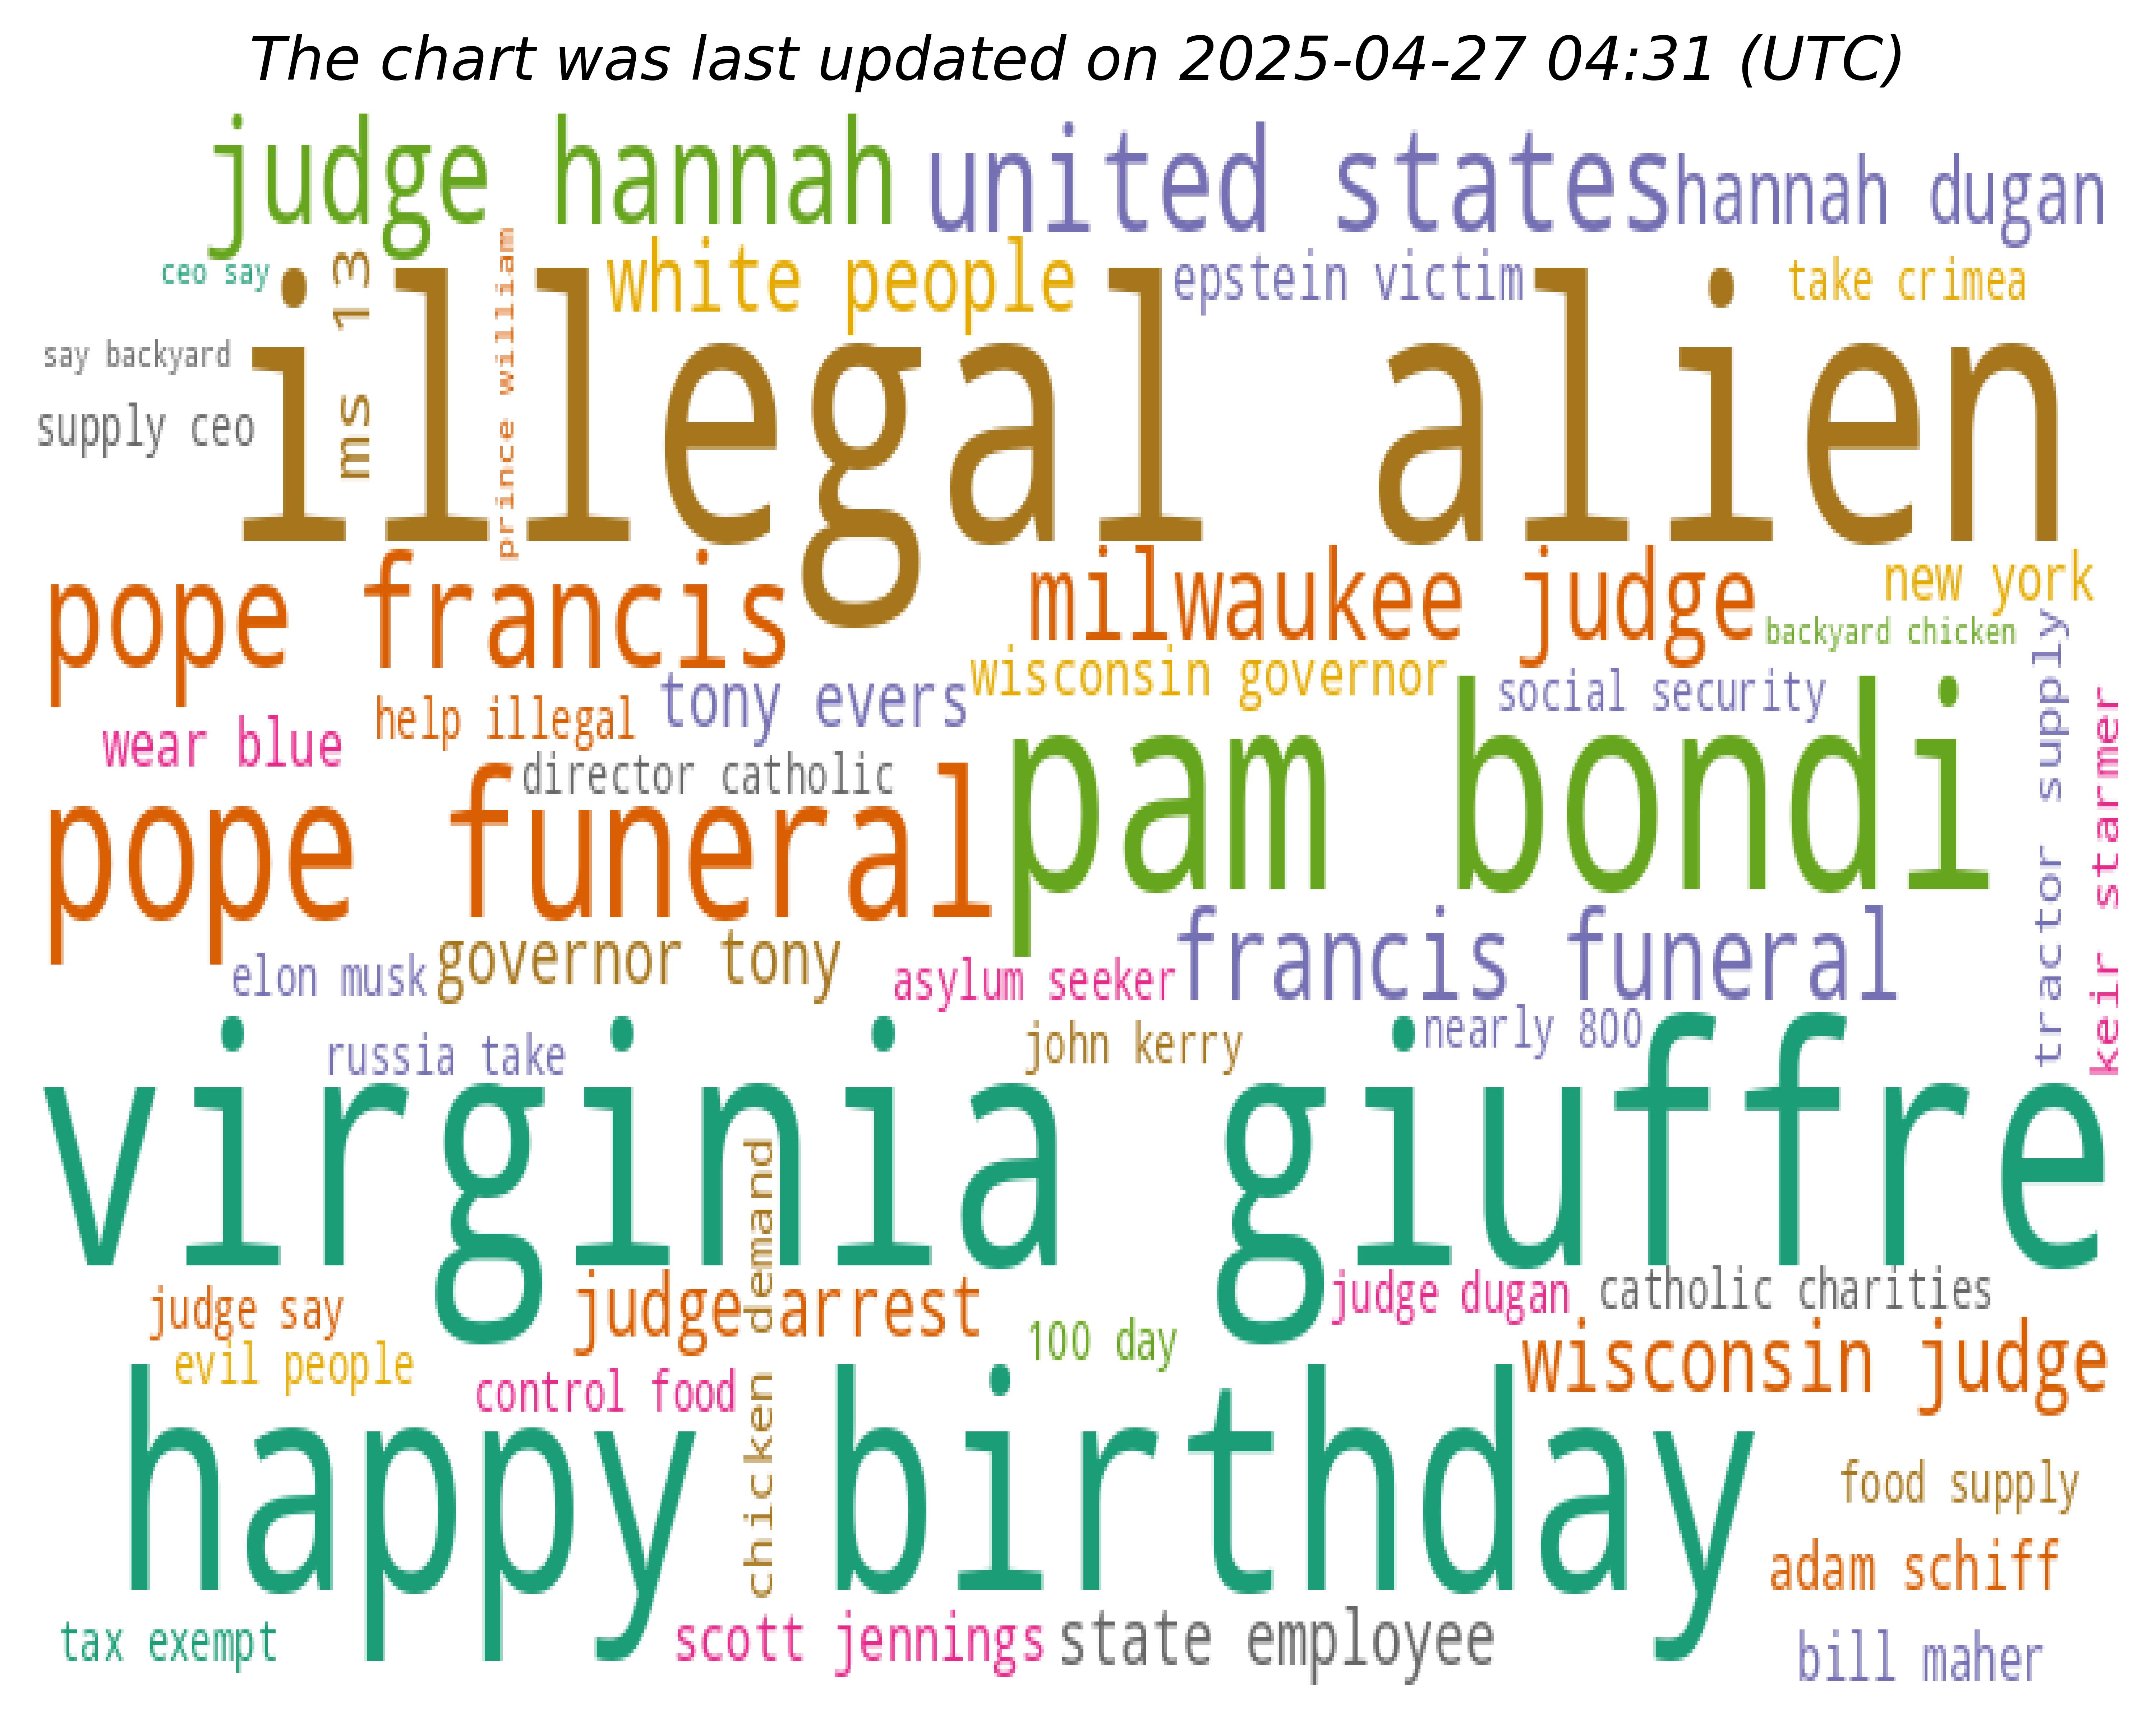 The chart was last updated on 2025-04-27 04:31 (UTC)
judge hannah
united states
hannah dugan
ceo say
ms 13
prince william
white people
epstein victim
take crimea
say backyard
illegal alien
supply ceo
pope francis
milwaukee judge
new york
backyard chicken
wisconsin governor
tony evers
social security
help illegal
wear blue
director catholic
tractor supply
keir starmer
pope funeral
pam bondi
governor tony
francis funeral
elon musk
asylum seeker
nearly 800
john kerry
russia take
virginia giuffre
chicken demand
judge say
judge arrest
judge dugan
catholic charities
100 day
evil people
wisconsin judge
control food
happy birthday
food supply
adam schiff
tax exempt
scott jennings
state employee
bill maher